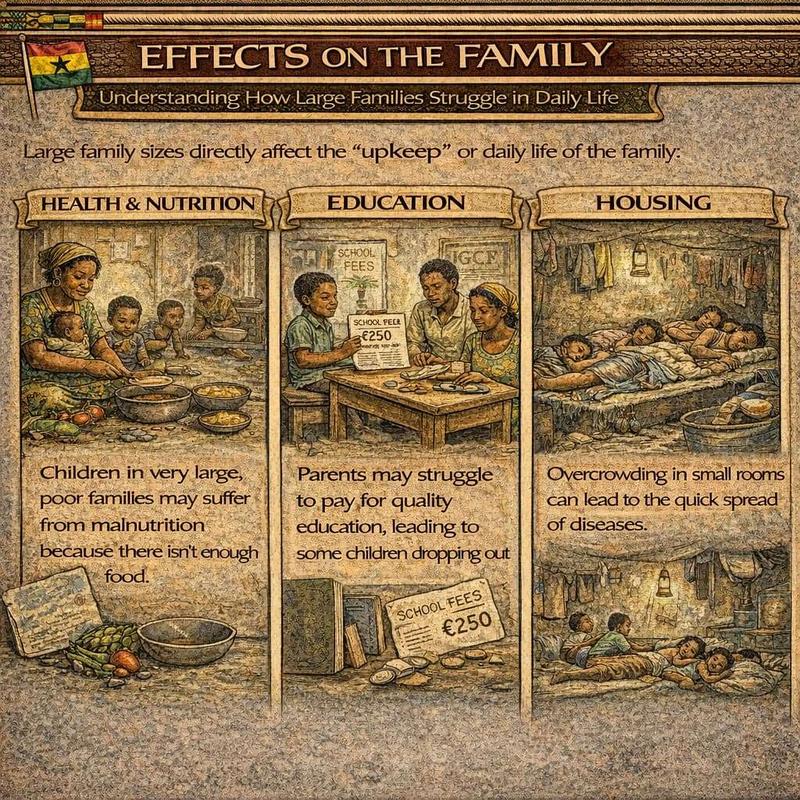 EFFECTS ON THE FAMILY
Understanding How Large Families Struggle in Daily Life
Large family sizes directly affect the “upkeep” or daily life of the family:
HEALTH & NUTRITION
Children in very large,
poor families may suffer
from malnutrition
because there isn't enough
food.
EDUCATION
SCHOOL
FEES
IGCF
SCHOOL FEER
€250
Parents may struggle
to pay for quality
education, leading to
some children dropping out
SCHOOL FEES
€250
HOUSING
Overcrowding in small rooms
can lead to the quick spread
of diseases.